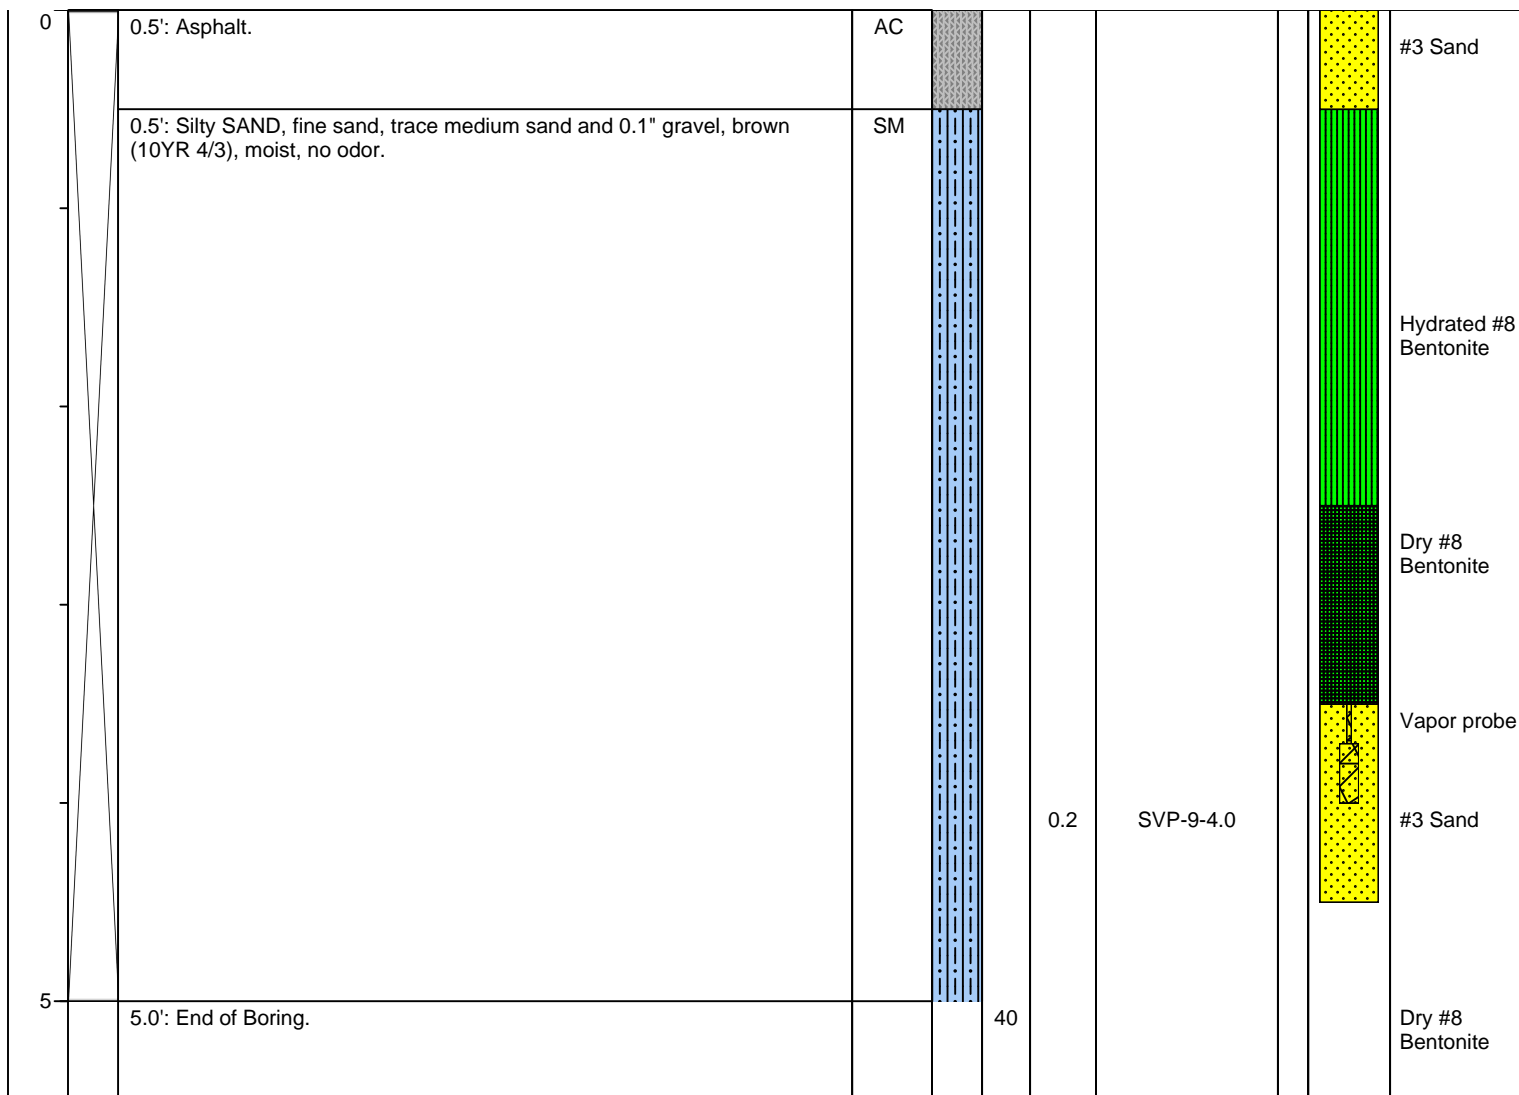 0
0.5': Asphalt.
AC
#3 Sand
0.5': Silty SAND, fine sand, trace medium sand and 0.1" gravel, brown
(10YR 4/3), moist, no odor.
SM
Hydrated #8
Bentonite
Dry #8
Bentonite
Vapor probe
0.2
SVP-9-4.0
#3 Sand
5
5.0': End of Boring.
40
Dry #8
Bentonite